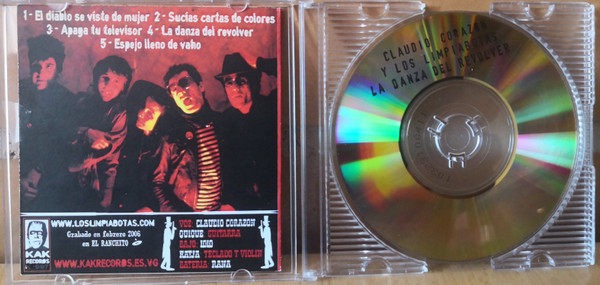 1 - El diablo se viste de mujer 2 - Sucias cartas de colores
3 - Apaga tu televisor 4 - La danza del revolver
5 - Espejo lleno de vaho
WWW.LOSLIMPIABOTAS.COM
Grabado en febrero 2006
en EL RANCHITO
KAK
RECORDS
WWW.KAKRECORDS.ES.VG
VOZ CLAUDIO CORAZON
QUIQUE GUITARRA
BAJO IOIO
RATJA TECLADO Y VIOLIN
BATERIA RANA
CLAUDIO CORAZON
Y LOS LIMPIABOTAS
LA DANZA DEL REVOLVER